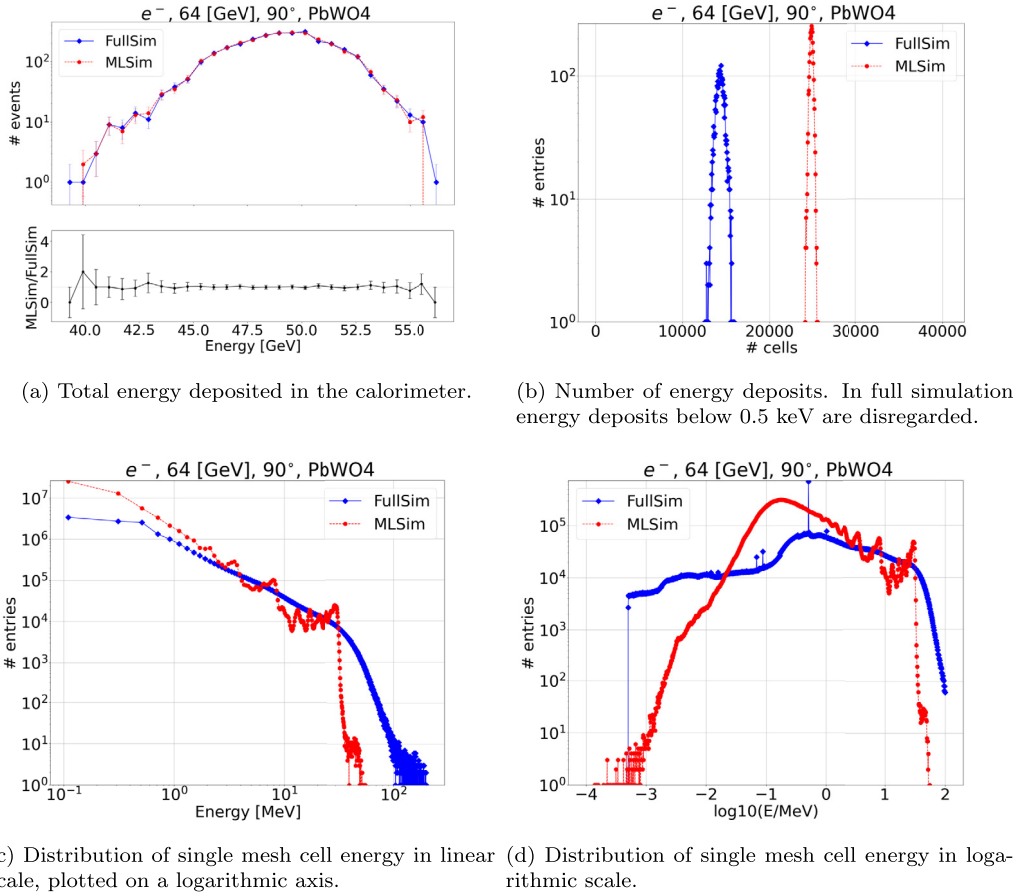 e⁻, 64 [GeV], 90°, PbWO4
FullSim
MLSim
# events
10²
10¹
10⁰
MLSim/FullSim
4
2
0
40.0 42.5 45.0 47.5 50.0 52.5 55.0
Energy [GeV]
(a) Total energy deposited in the calorimeter.
e⁻, 64 [GeV], 90°, PbWO4
FullSim
MLSim
# entries
10²
10¹
10⁰
0 10000 20000 30000 40000
# cells
(b) Number of energy deposits. In full simulation
energy deposits below 0.5 keV are disregarded.
e⁻, 64 [GeV], 90°, PbWO4
FullSim
MLSim
# entries
10⁷
10⁶
10⁵
10⁴
10³
10²
10¹
10⁰
10⁻¹ 10⁰ 10¹ 10²
Energy [MeV]
c) Distribution of single mesh cell energy in linear
cale, plotted on a logarithmic axis.
e⁻, 64 [GeV], 90°, PbWO4
FullSim
MLSim
# entries
10⁵
10⁴
10³
10²
10¹
10⁰
−4 −3 −2 −1 0 1 2
log10(E/MeV)
(d) Distribution of single mesh cell energy in loga-
rithmic scale.